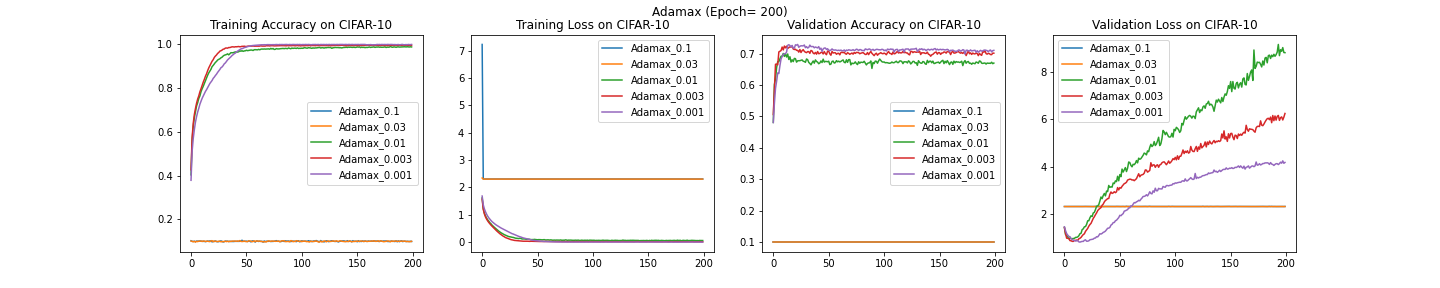 Adamax (Epoch= 200)
Training Accuracy on CIFAR-10
1.0
0.8
0.6
0.4
0.2
0 50 100 150 200
Adamax_0.1
Adamax_0.03
Adamax_0.01
Adamax_0.003
Adamax_0.001
Training Loss on CIFAR-10
7
6
5
4
3
2
1
0
0 50 100 150 200
Adamax_0.1
Adamax_0.03
Adamax_0.01
Adamax_0.003
Adamax_0.001
Validation Accuracy on CIFAR-10
0.7
0.6
0.5
0.4
0.3
0.2
0.1
0 50 100 150 200
Adamax_0.1
Adamax_0.03
Adamax_0.01
Adamax_0.003
Adamax_0.001
Validation Loss on CIFAR-10
8
6
4
2
0 50 100 150 200
Adamax_0.1
Adamax_0.03
Adamax_0.01
Adamax_0.003
Adamax_0.001